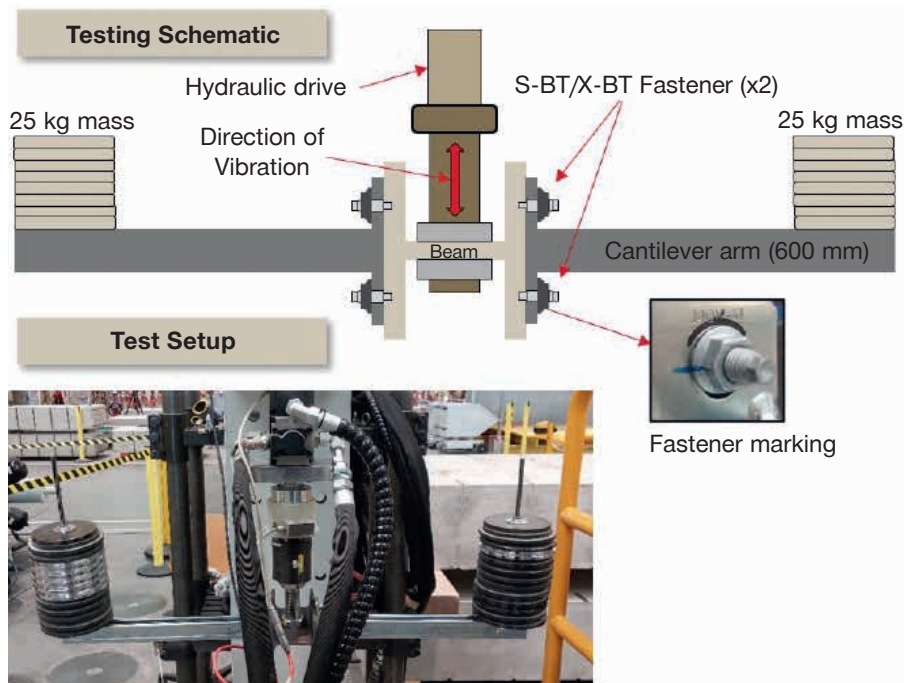 Testing Schematic
Hydraulic drive
S-BT/X-BT Fastener (x2)
25 kg mass
25 kg mass
Direction of
Vibration
Beam
Cantilever arm (600 mm)
Test Setup
Fastener marking